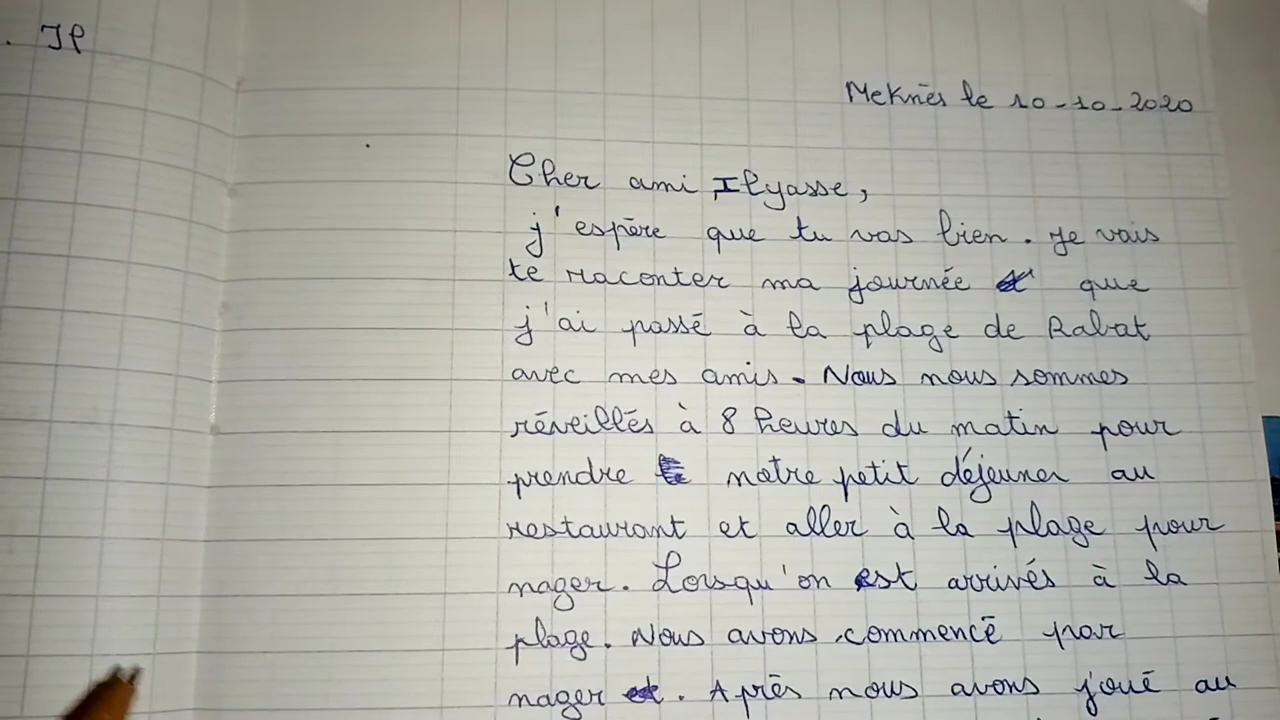 Meknès le 10-10-2020
Cher ami Ilyasse,
j'espère que tu vas bien. Je vais
te raconter ma journée que
j'ai passé à la plage de Rabat
avec mes amis. Nous nous sommes
réveillés à 8 heures du matin pour
prendre notre petit déjeuner au
restaurant et aller à la plage pour
nager. Lorsqu'on est arrivés à la
plage. Nous avons commencé par
nager. Après nous avons joué au